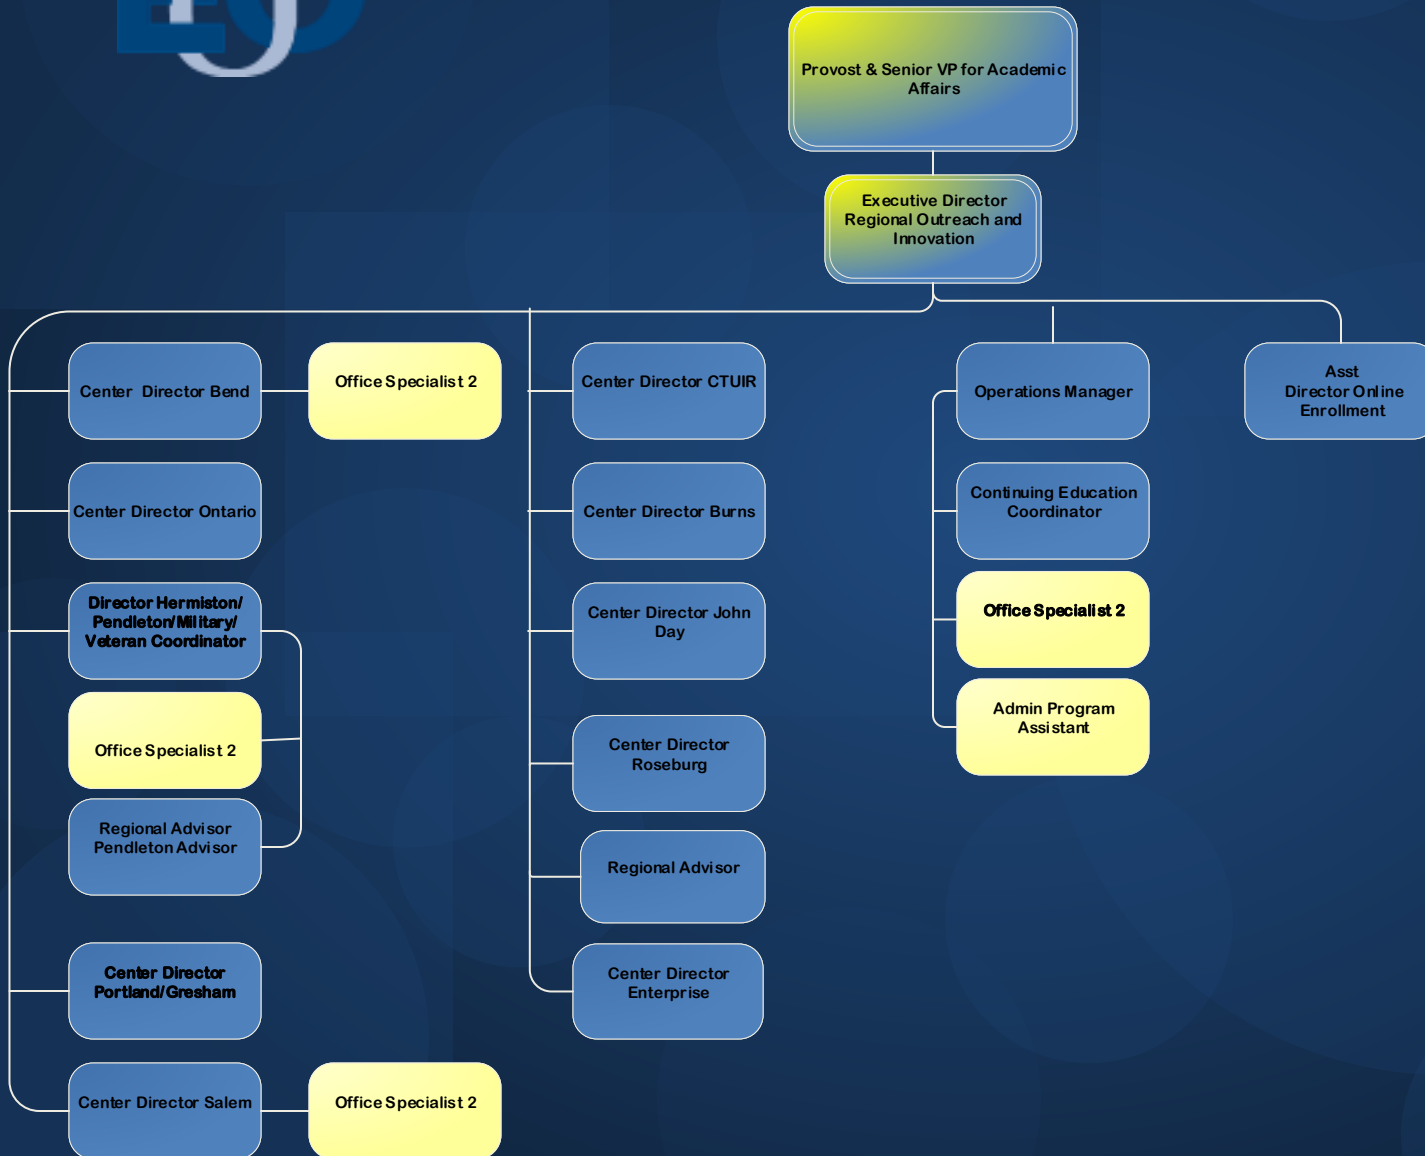 EO
Provost & Senior VP for Academic
Affairs
Executive Director
Regional Outreach and
Innovation
Center Director Bend
Office Specialist 2
Center Director CTUIR
Operations Manager
Asst
Director Online
Enrollment
Center Director Ontario
Center Director Burns
Continuing Education
Coordinator
Director Hermiston/
Pendleton/Military/
Veteran Coordinator
Center Director John
Day
Office Specialist 2
Office Specialist 2
Center Director
Roseburg
Admin Program
Assistant
Regional Advisor
Pendleton Advisor
Regional Advisor
Center Director
Portland/Gresham
Center Director
Enterprise
Center Director Salem
Office Specialist 2